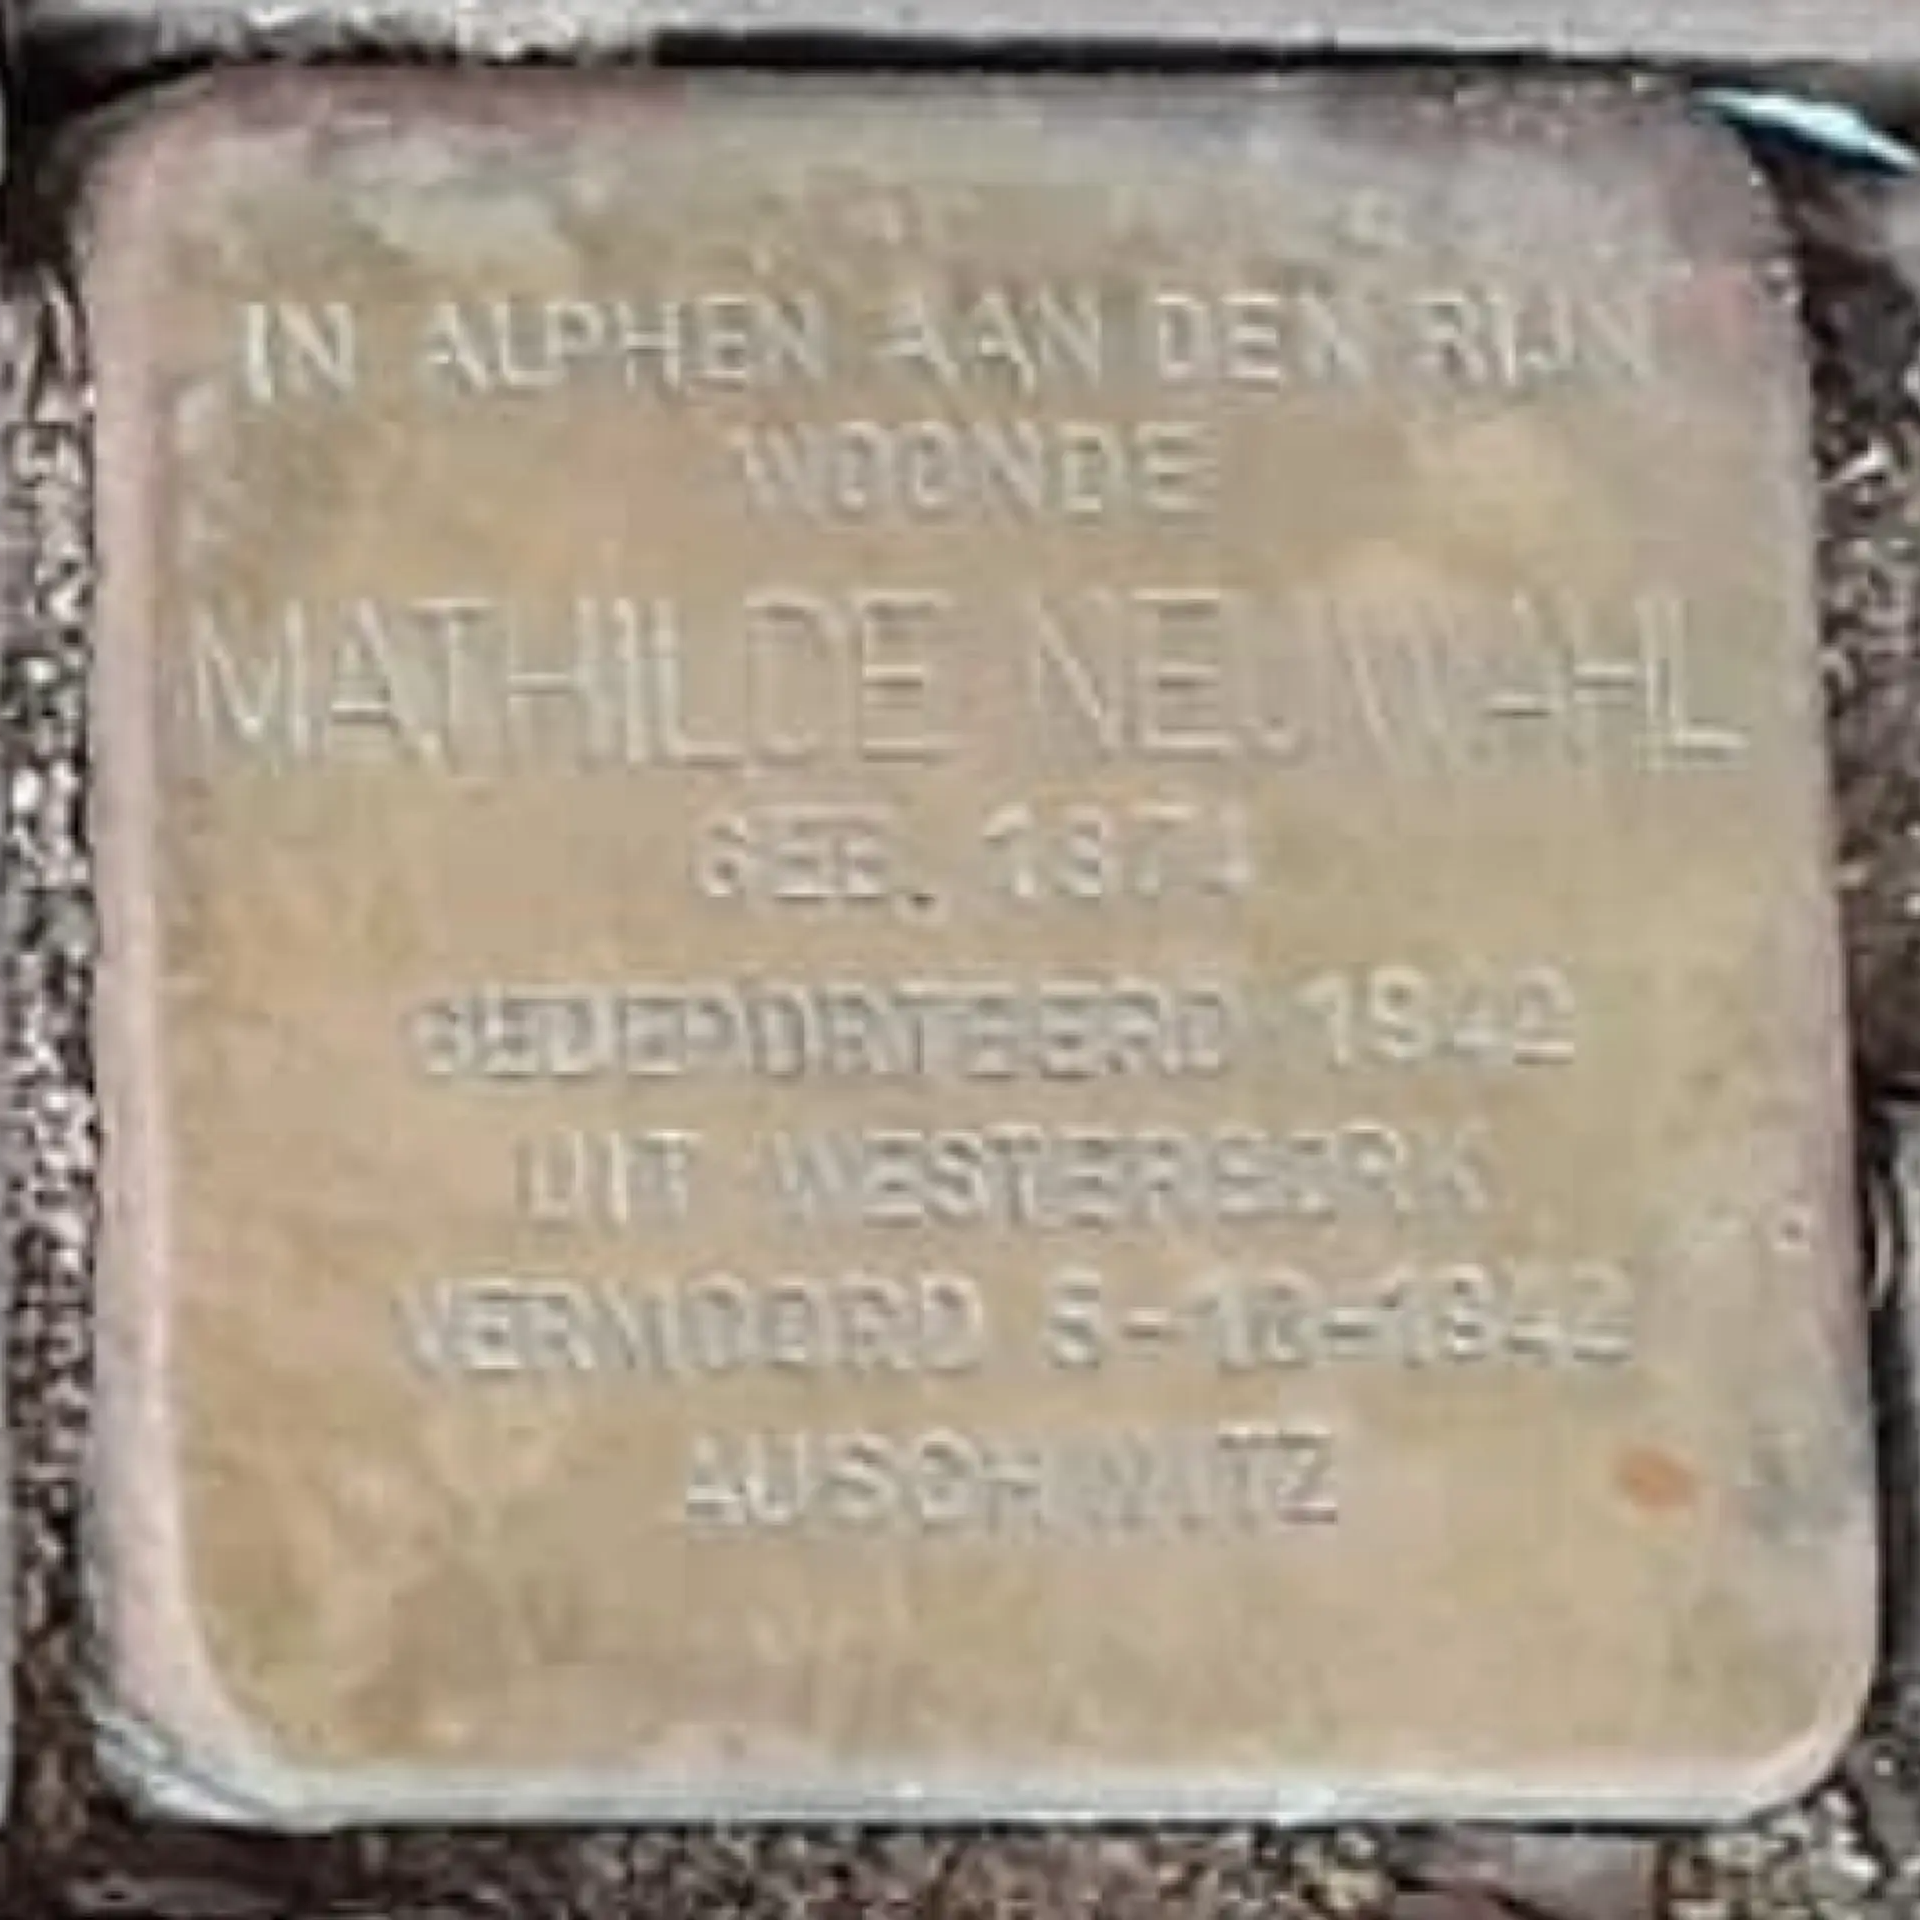 IN ALPHEN AAN DEN RIJN
WOONDE
MATHILDE NEUWAHL
GEB. 1874
GEDEPORTEERD 1942
UIT WESTERBORK
VERMOORD 5-10-1942
AUSCHWITZ